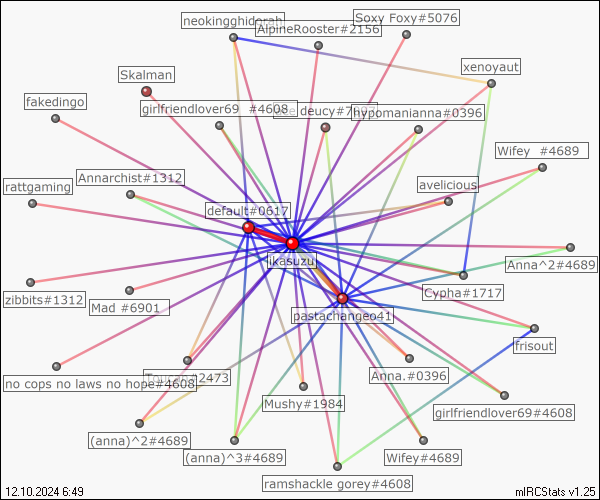 neokingghidorah
AlpineRooster#2156
Soxy Foxy#5076
xenoyaut
Skalman
fakedingo
girlfriendlover69 #4608
deucy
hypomanianna#0396
Wifey #4689
Annarchist#1312
rattgaming
avelicious
default#0617
ikasuzu
Anna^2#4689
zibbits#1312
Mad #6901
Cypha#1717
pastachangeo41
frisout
no cops no laws no hope#4608
Toucan#2473
Anna.#0396
Mushy#1984
girlfriendlover69#4608
(anna)^2#4689
(anna)^3#4689
Wifey#4689
ramshackle gorey#4608
12.10.2024 6:49
mIRCStats v1.25